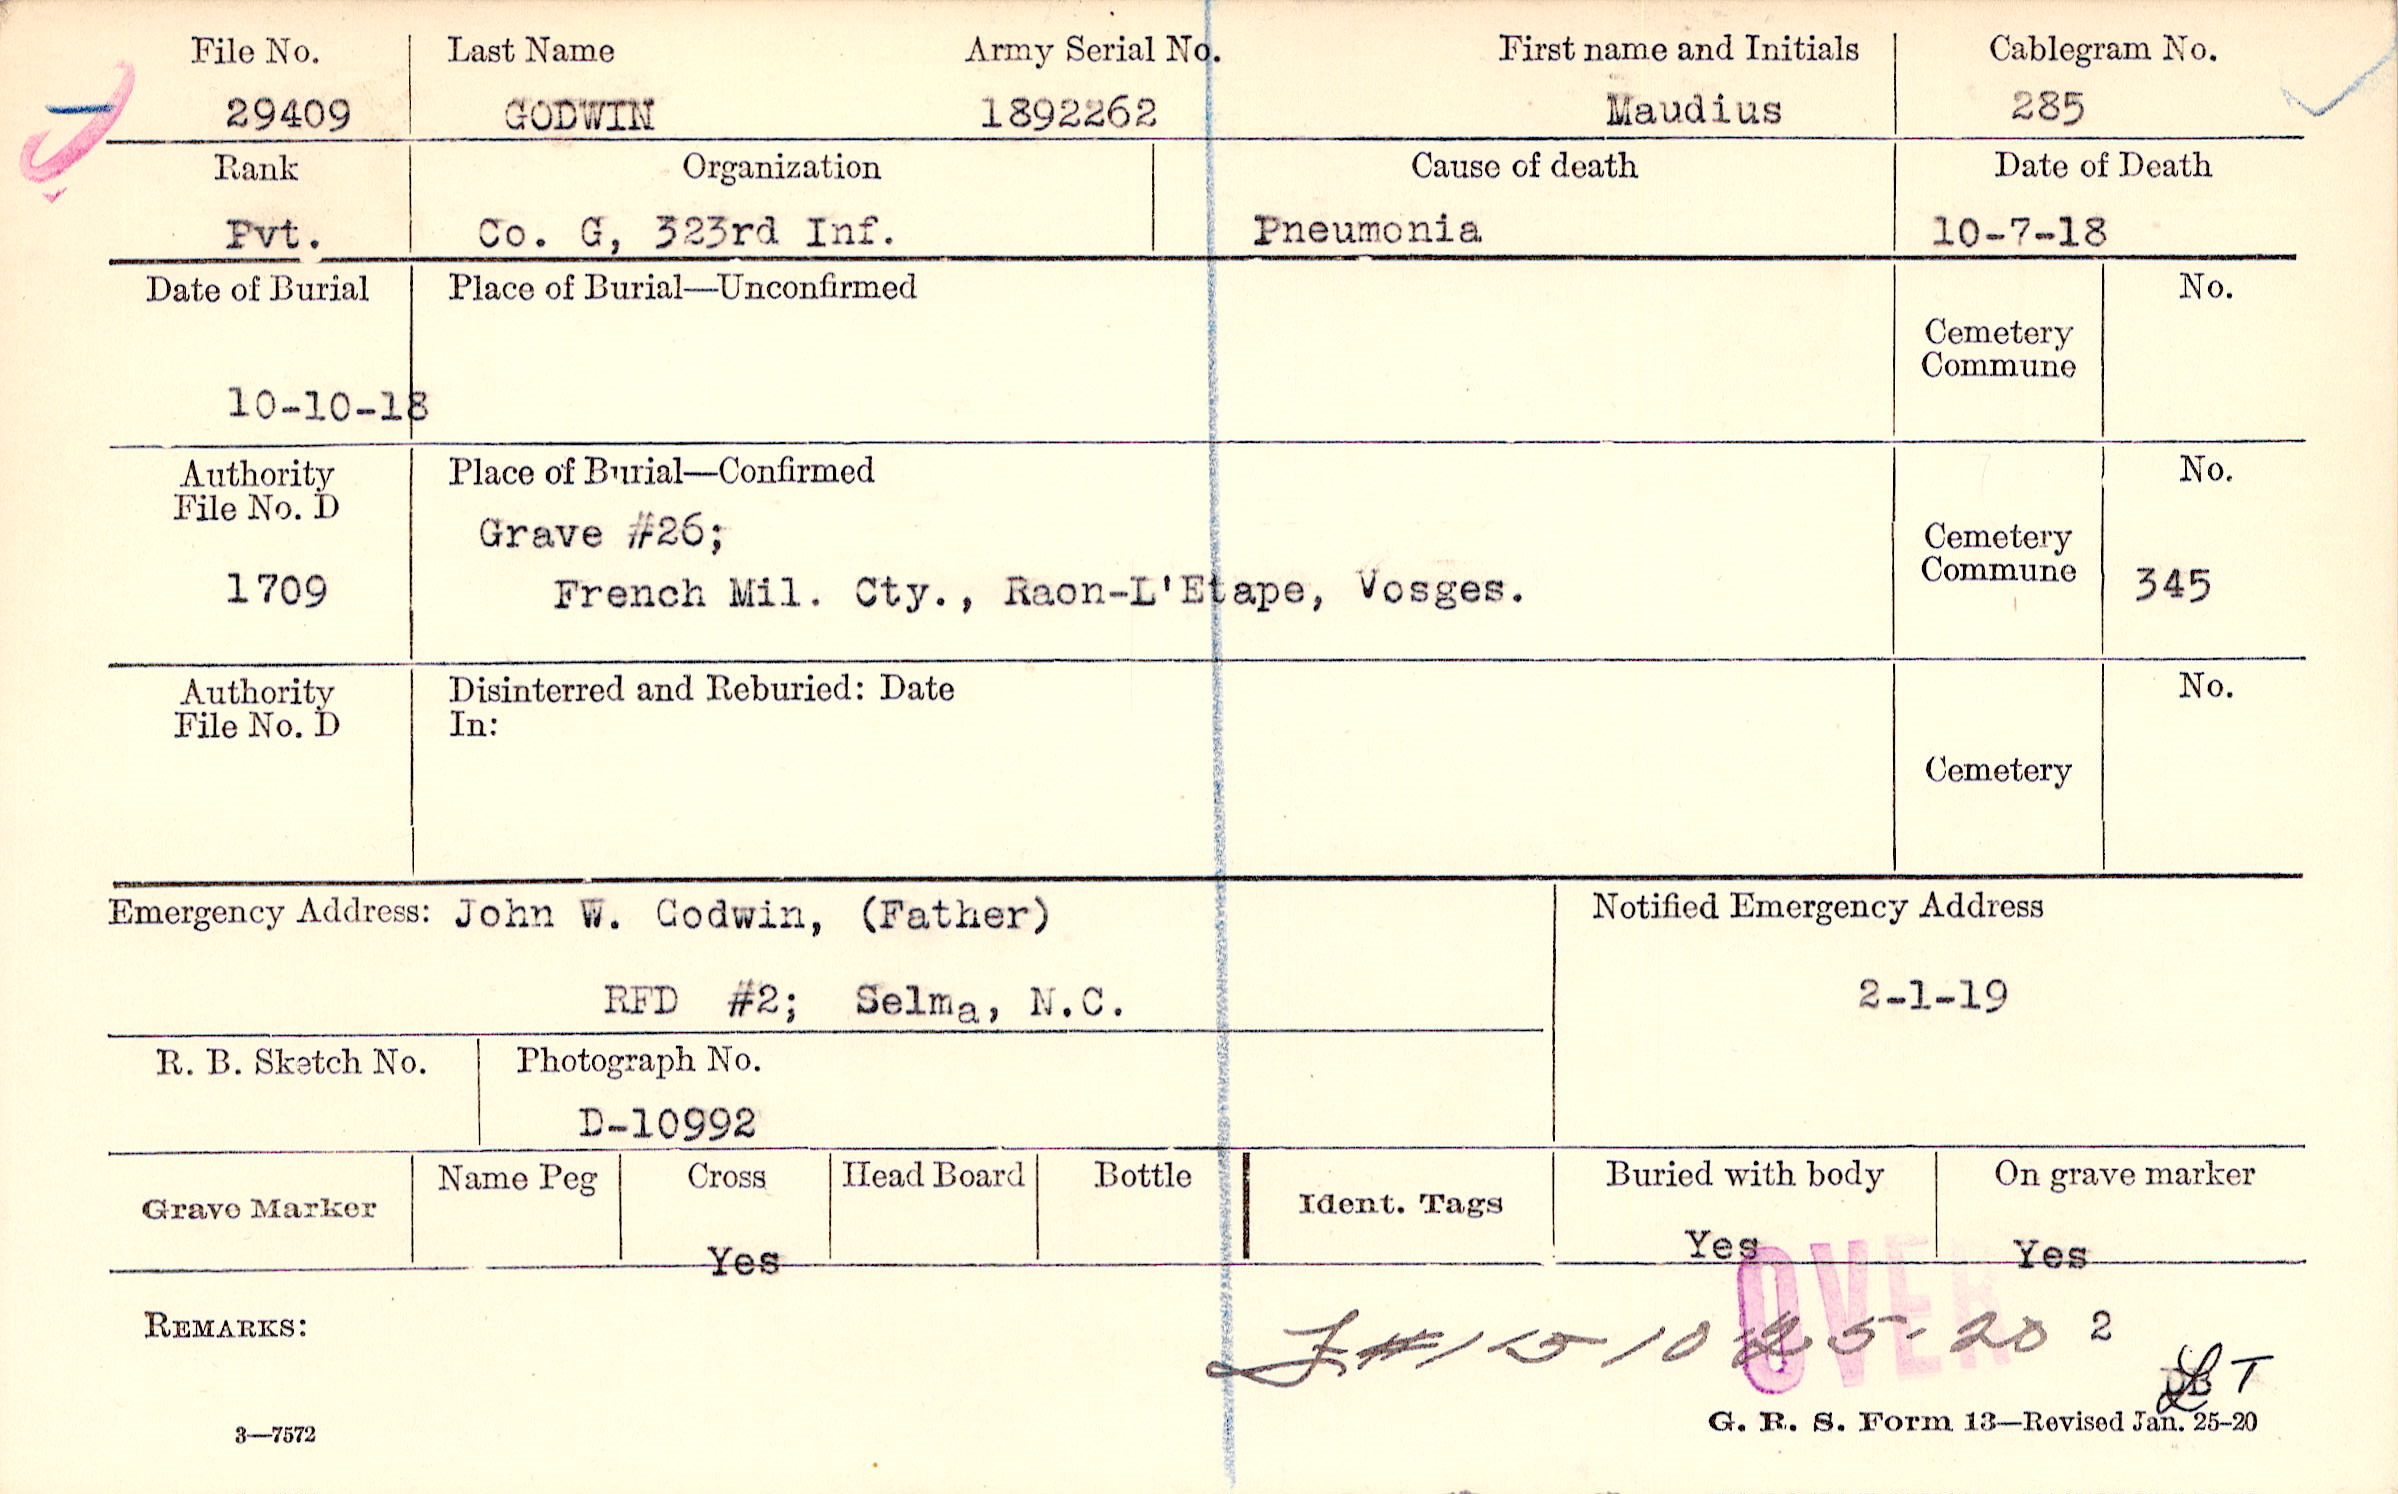 File No. Last Name Army Serial No. First name and Initials Cablegram No.
29409 GODWIN 1892262 Maudius 285
Rank Organization Cause of death Date of Death
Pvt. Co. G, 323rd Inf. Pneumonia 10-7-18
Date of Burial Place of Burial—Unconfirmed No.
Cemetery
Commune
10-10-18
Authority Place of Burial—Confirmed No.
File No. D
Grave #26;
Cemetery
Commune
1709 French Mil. Cty., Raon-L'Etape, Vosges. 345
Authority Disinterred and Reburied: Date No.
File No. D In:
Cemetery
Emergency Address: John W. Godwin, (Father) Notified Emergency Address
RFD #2; Selma, N.C. 2-1-19
R. B. Sketch No. Photograph No.
D-10992
Grave Marker Name Peg Cross Head Board Bottle Ident. Tags Buried with body On grave marker
Yes Yes Yes
OVER
REMARKS: #15 10 25-20 2
T
3—7572 G. R. S. Form 13—Revised Jan. 25-20